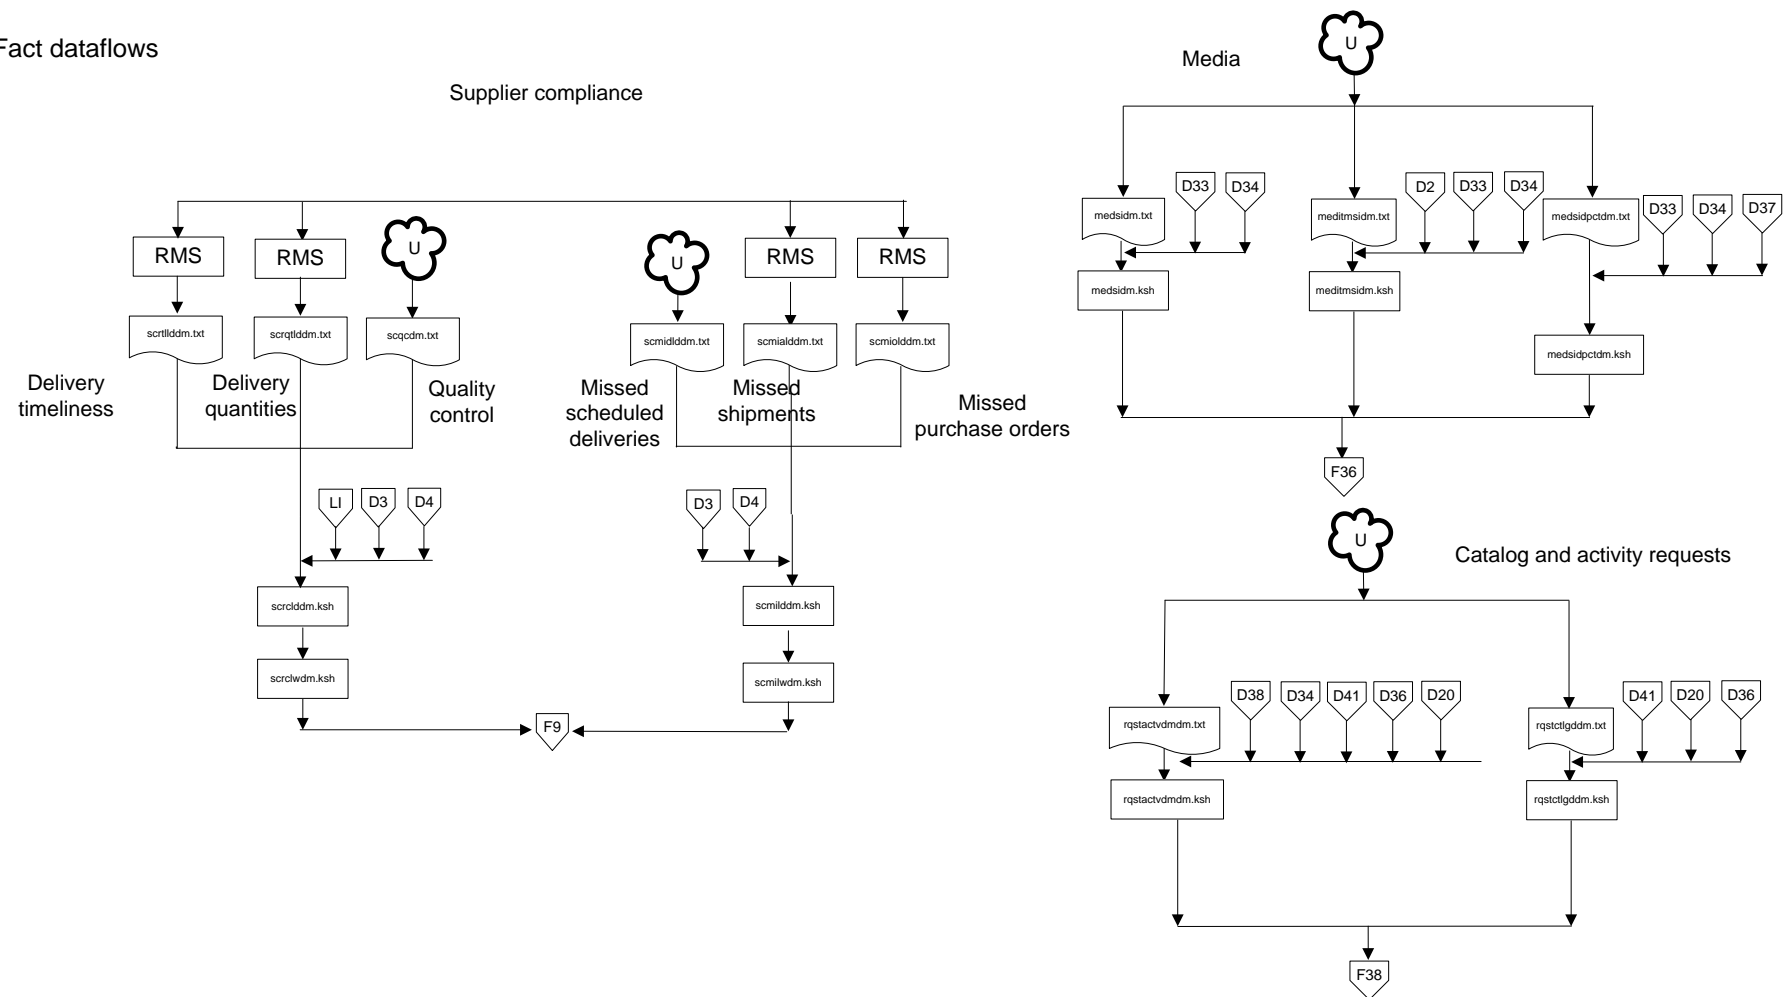 Fact dataflows
Supplier compliance
RMS
RMS
U
U
RMS
RMS
scrtllddm.txt
scrqtlddm.txt
scqcdm.txt
scmidlddm.txt
scmialddm.txt
scmiolddm.txt
Delivery
timeliness
Delivery
quantities
Quality
control
Missed
scheduled
deliveries
Missed
shipments
Missed
purchase orders
LI
D3
D4
D3
D4
scrclddm.ksh
scmilddm.ksh
scrclwdm.ksh
scmilwdm.ksh
F9
Media
U
medsidm.txt
D33
D34
meditmsidm.txt
D2
D33
D34
medsidpctdm.txt
D33
D34
D37
medsidm.ksh
meditmsidm.ksh
medsidpctdm.ksh
F36
U
Catalog and activity requests
rqstactvdmdm.txt
D38
D34
D41
D36
D20
rqstctlgddm.txt
D41
D20
D36
rqstactvdmdm.ksh
rqstctlgddm.ksh
F38